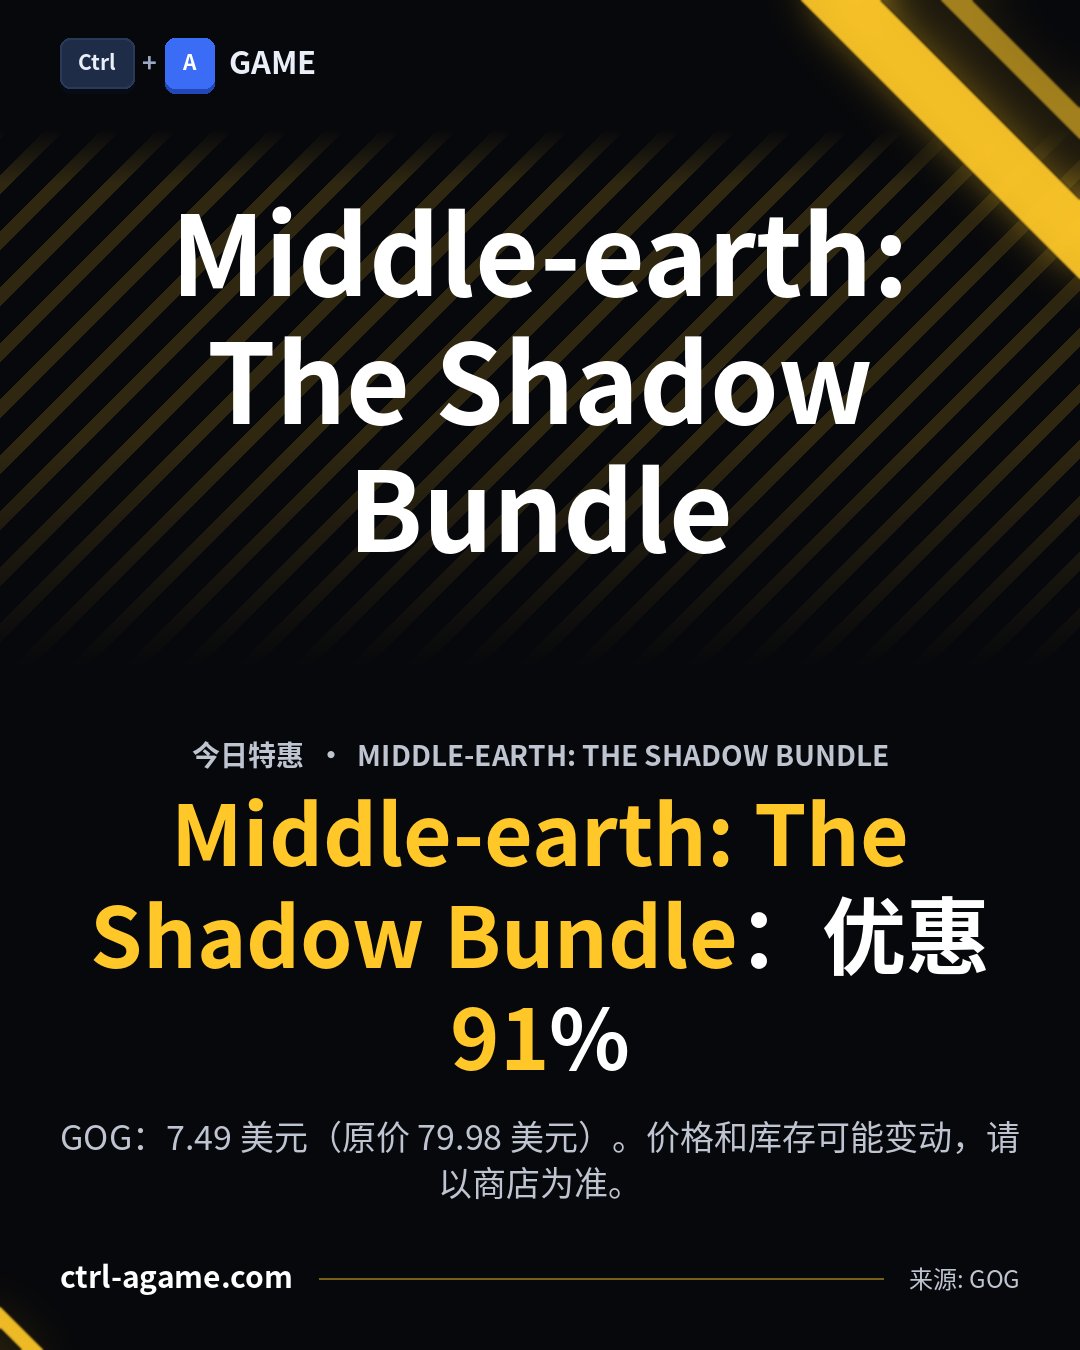 Ctrl + A GAME
Middle-earth:
The Shadow
Bundle
今日特惠 • MIDDLE-EARTH: THE SHADOW BUNDLE
Middle-earth: The
Shadow Bundle：优惠
91%
GOG：7.49 美元（原价 79.98 美元）。价格和库存可能变动，请
以商店为准。
ctrl-agame.com
来源: GOG